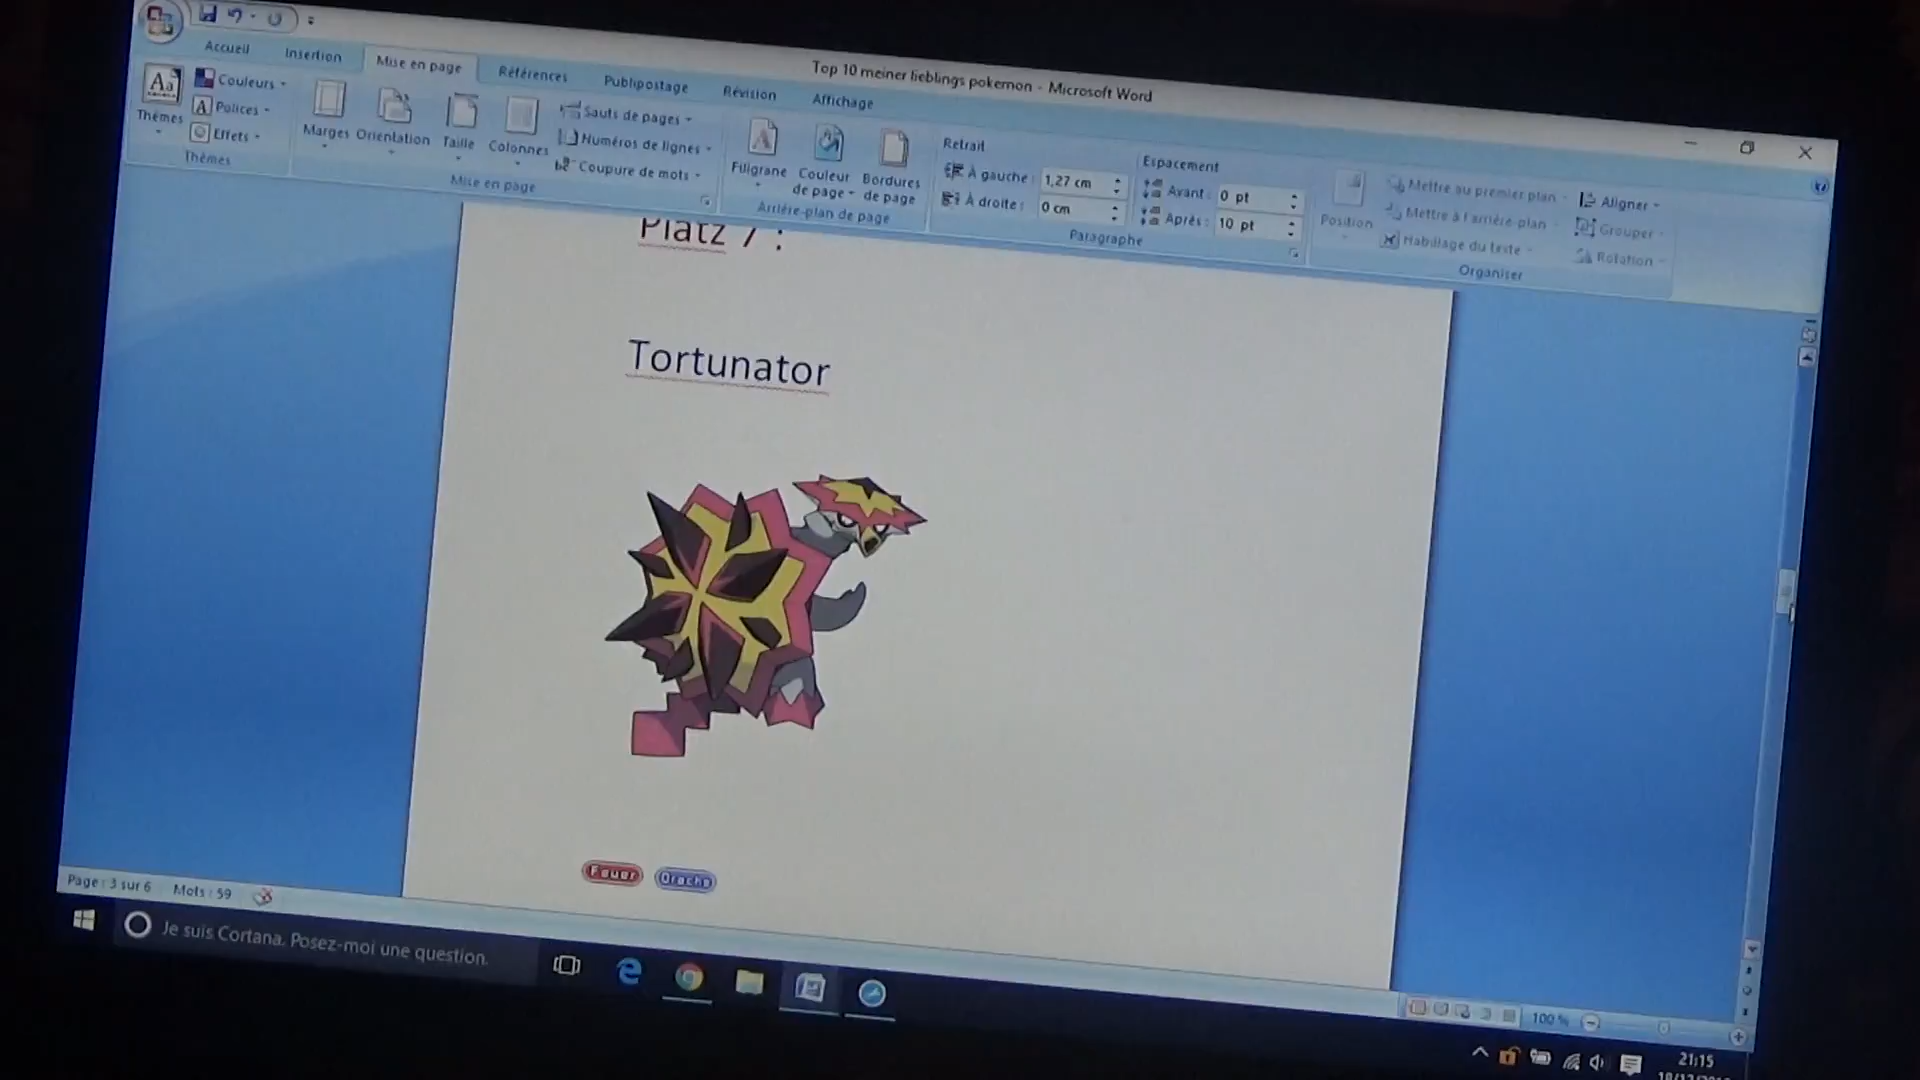 Top 10 meiner lieblings pokemon - Microsoft Word
Accueil Insertion Mise en page Références Publipostage Révision Affichage
Aa Thèmes
Couleurs
Polices
Effets
Thèmes
Marges Orientation Taille Colonnes
Sauts de pages
Numéros de lignes
Coupure de mots
Mise en page
Filigrane Couleur de page Bordures de page
Arrière-plan de page
Retrait
À gauche : 1,27 cm
À droite : 0 cm
Espacement
Avant : 0 pt
Après : 10 pt
Paragraphe
Position
Mettre au premier plan
Mettre à l'arrière-plan
Habillage du texte
Aligner
Grouper
Rotation
Organiser
Platz 7 :
Tortunator
Feuer Drache
Page : 3 sur 6 Mots : 59
100 %
Je suis Cortana. Posez-moi une question.
21:15